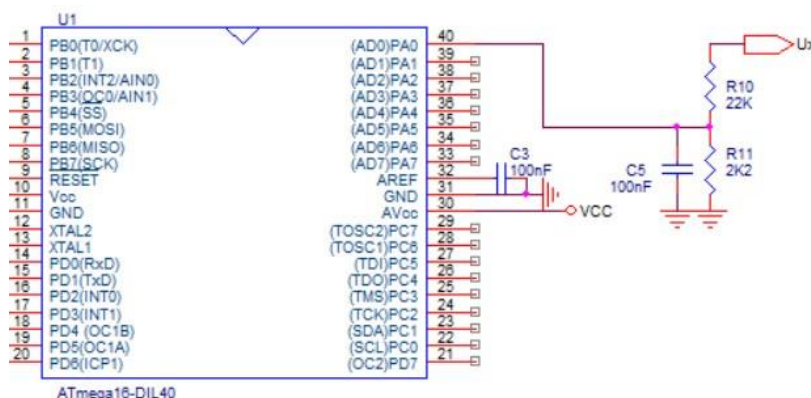 U1
1 PB0(T0/XCK) (AD0)PA0 40
2 PB1(T1) (AD1)PA1 39
3 PB2(INT2/AIN0) (AD2)PA2 38
4 PB3(OC0/AIN1) (AD3)PA3 37
5 PB4(SS) (AD4)PA4 36
6 PB5(MOSI) (AD5)PA5 35
7 PB6(MISO) (AD6)PA6 34
8 PB7(SCK) (AD7)PA7 33
9 RESET AREF 32
10 Vcc GND 31
11 GND AVcc 30
12 XTAL2 (TOSC2)PC7 29
13 XTAL1 (TOSC1)PC6 28
14 PD0(RxD) (TDI)PC5 27
15 PD1(TxD) (TDO)PC4 26
16 PD2(INT0) (TMS)PC3 25
17 PD3(INT1) (TCK)PC2 24
18 PD4 (OC1B) (SDA)PC1 23
19 PD5(OC1A) (SCL)PC0 22
20 PD6(ICP1) (OC2)PD7 21
ATmega16-DIL40
C3
100nF
VCC
C5
100nF
R10
22K
R11
2K2